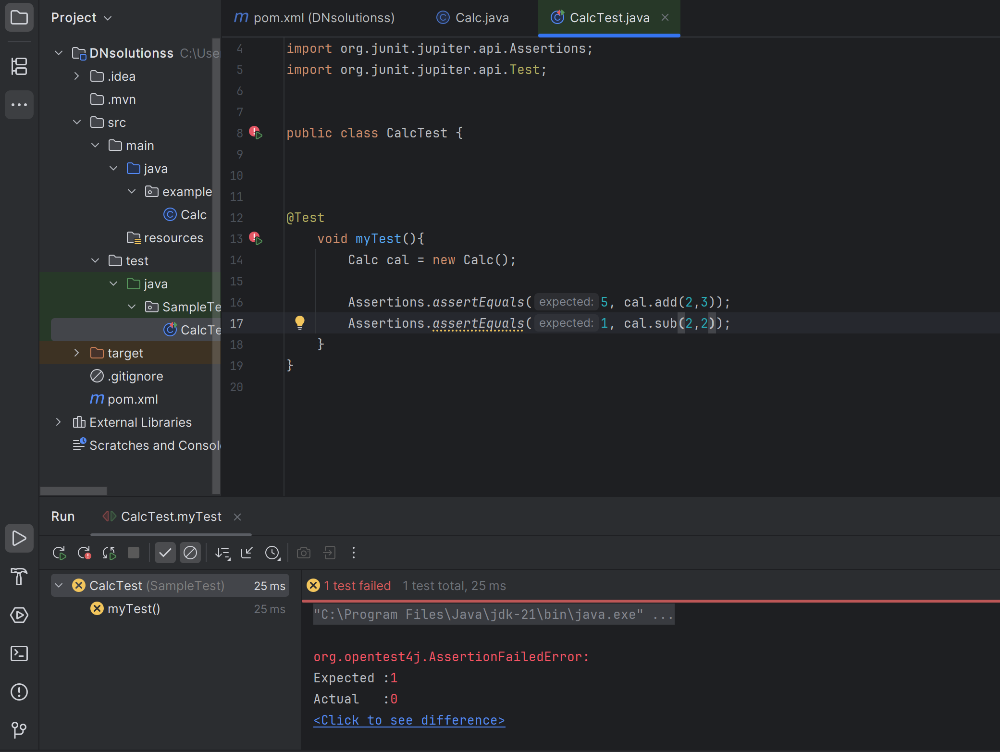 Project
pom.xml (DNsolutionss)
Calc.java
CalcTest.java
DNsolutionss C:\User
.idea
.mvn
src
main
java
example
Calc
resources
test
java
SampleTe
CalcTe
target
.gitignore
m pom.xml
External Libraries
Scratches and Consol
4 import org.junit.jupiter.api.Assertions;
5 import org.junit.jupiter.api.Test;
6
7
8 public class CalcTest {
9
10
11
12 @Test
13 void myTest(){
14 Calc cal = new Calc();
15
16 Assertions.assertEquals( expected: 5, cal.add(2,3));
17 Assertions.assertEquals( expected: 1, cal.sub(2,2));
18 }
19 }
20
Run CalcTest.myTest
CalcTest (SampleTest) 25 ms
myTest() 25 ms
1 test failed 1 test total, 25 ms
"C:\Program Files\Java\jdk-21\bin\java.exe" ...
org.opentest4j.AssertionFailedError:
Expected :1
Actual :0
<Click to see difference>